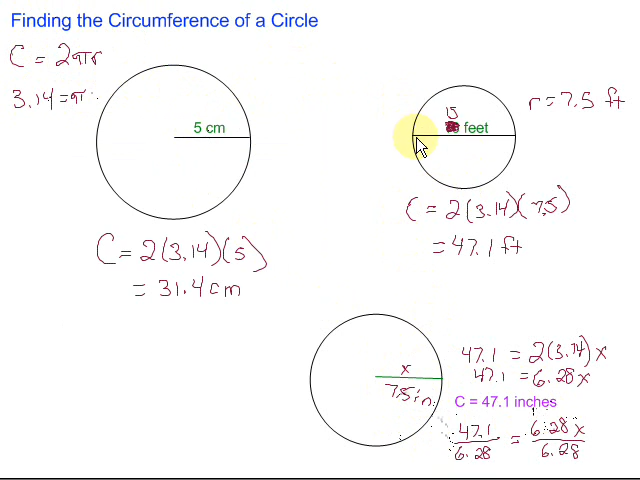 Finding the Circumference of a Circle
C = 2πr
3.14 = π
5 cm
C = 2(3.14)(5)
= 31.4 cm
15
feet
r = 7.5 ft
C = 2(3.14)(7.5)
= 47.1 ft
x
7.5 in.
47.1 = 2(3.14)x
47.1 = 6.28x
C = 47.1 inches
47.1 = 6.28x
6.28 6.28